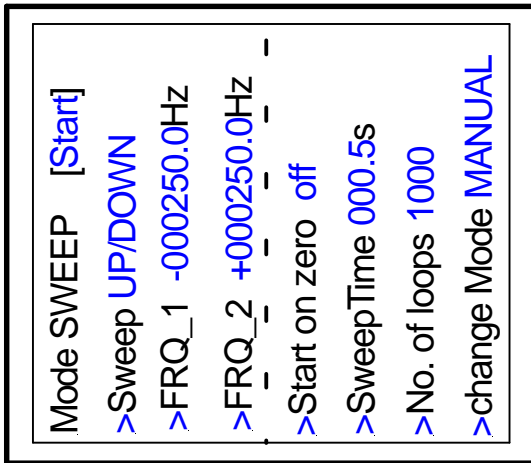 Mode SWEEP [Start]
>Sweep UP/DOWN
>FRQ_1 -000250.0Hz
>FRQ_2 +000250.0Hz
>Start on zero off
>SweepTime 000.5s
>No. of loops 1000
>change Mode MANUAL